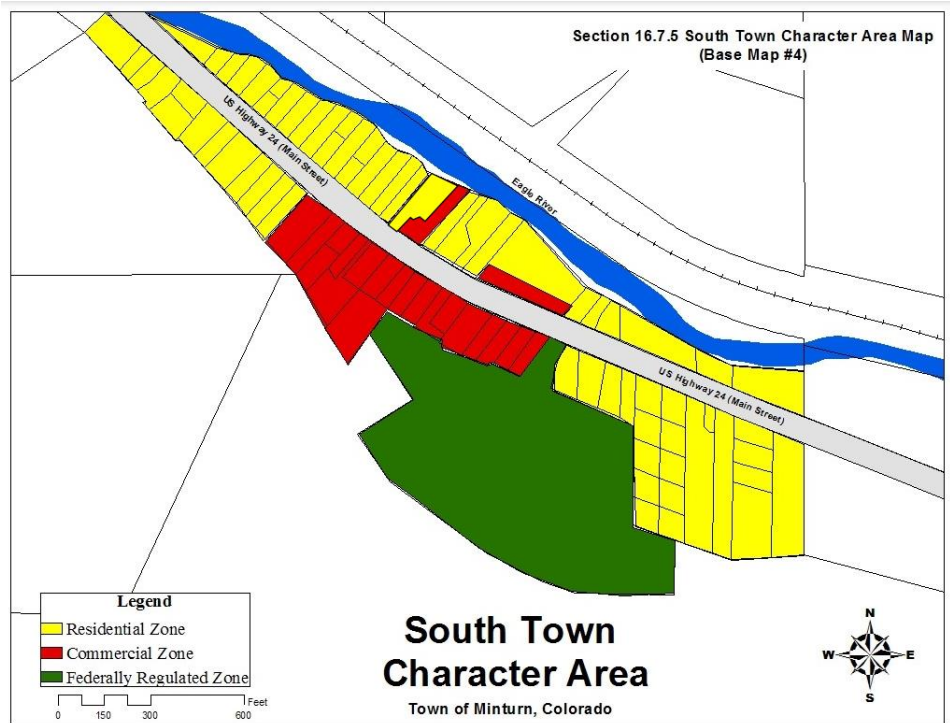 Section 16.7.5 South Town Character Area Map
(Base Map #4)
US Highway 24 (Main Street)
Eagle River
US Highway 24 (Main Street)
Legend
Residential Zone
Commercial Zone
Federally Regulated Zone
Feet
0 150 300 600
South Town
Character Area
Town of Minturn, Colorado
N
W E
S